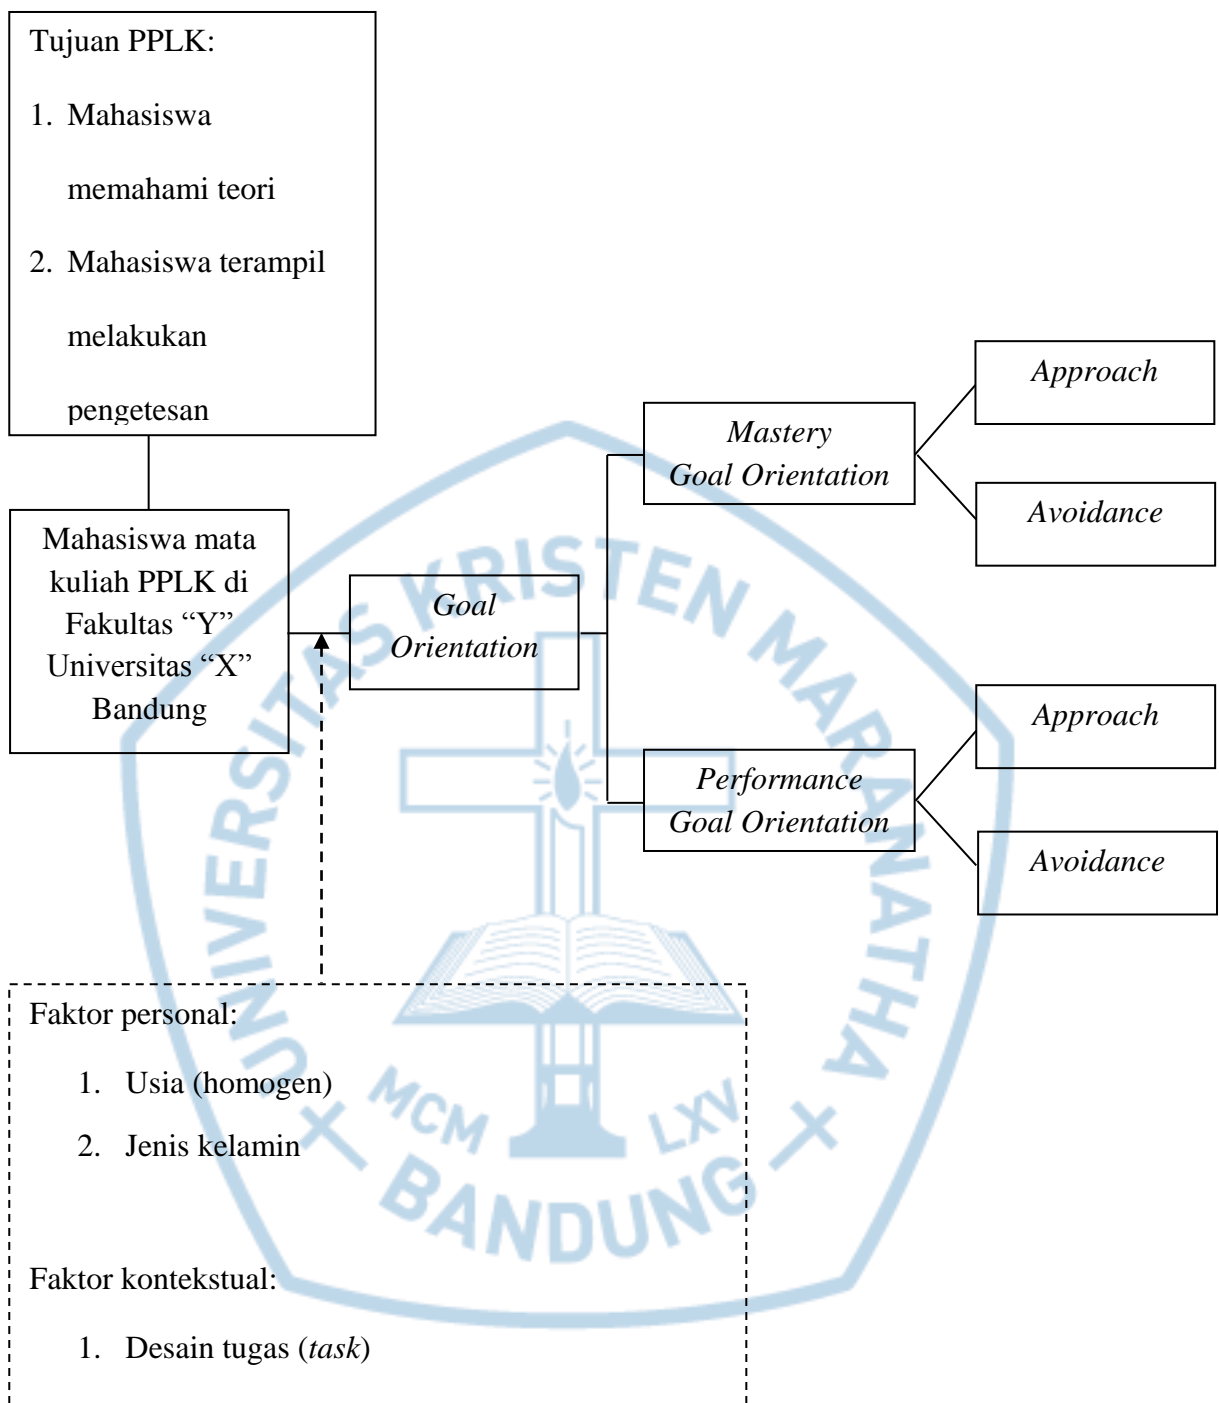 Tujuan PPLK:
1. Mahasiswa
memahami teori
2. Mahasiswa terampil
melakukan
pengetesan
Mahasiswa mata
kuliah PPLK di
Fakultas “Y”
Universitas “X”
Bandung
Goal
Orientation
Mastery
Goal Orientation
Approach
Avoidance
Performance
Goal Orientation
Approach
Avoidance
Faktor personal:
1. Usia (homogen)
2. Jenis kelamin
Faktor kontekstual:
1. Desain tugas (task)
UNIVERSITAS KRISTEN MARANATHA
MCM LXV
BANDUNG